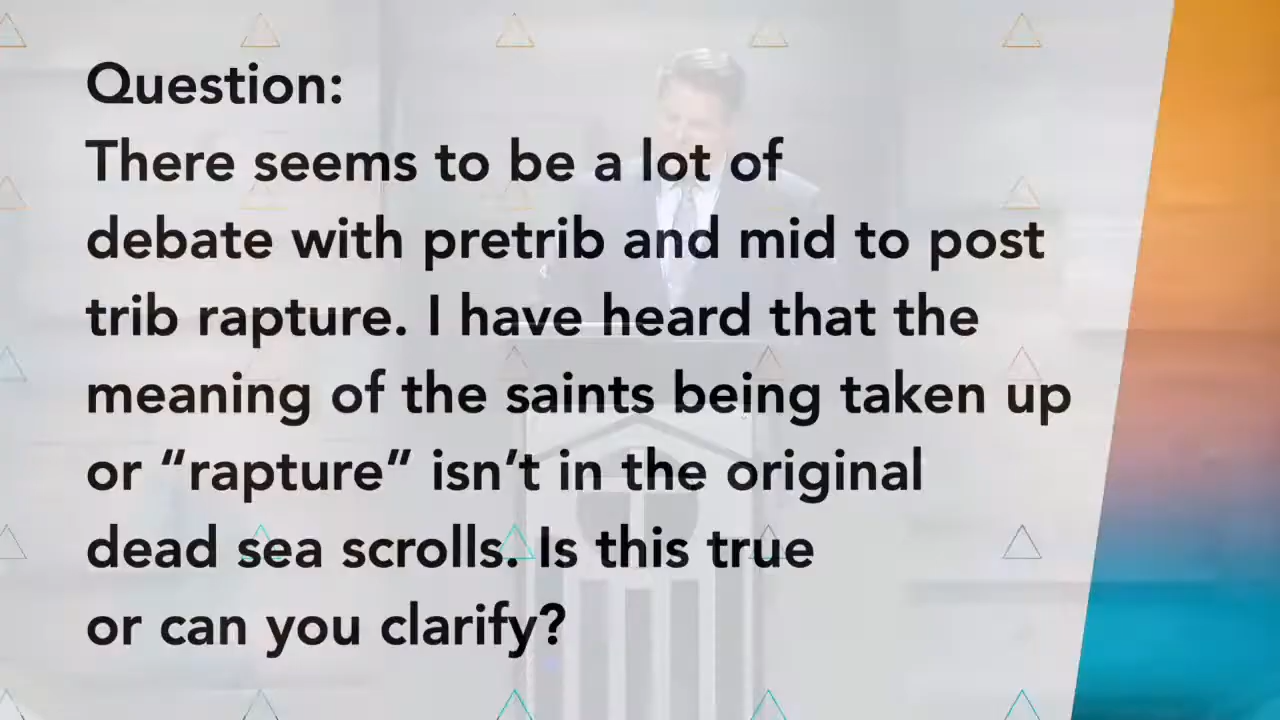 Question:
There seems to be a lot of
debate with pretrib and mid to post
trib rapture. I have heard that the
meaning of the saints being taken up
or “rapture” isn’t in the original
dead sea scrolls. Is this true
or can you clarify?